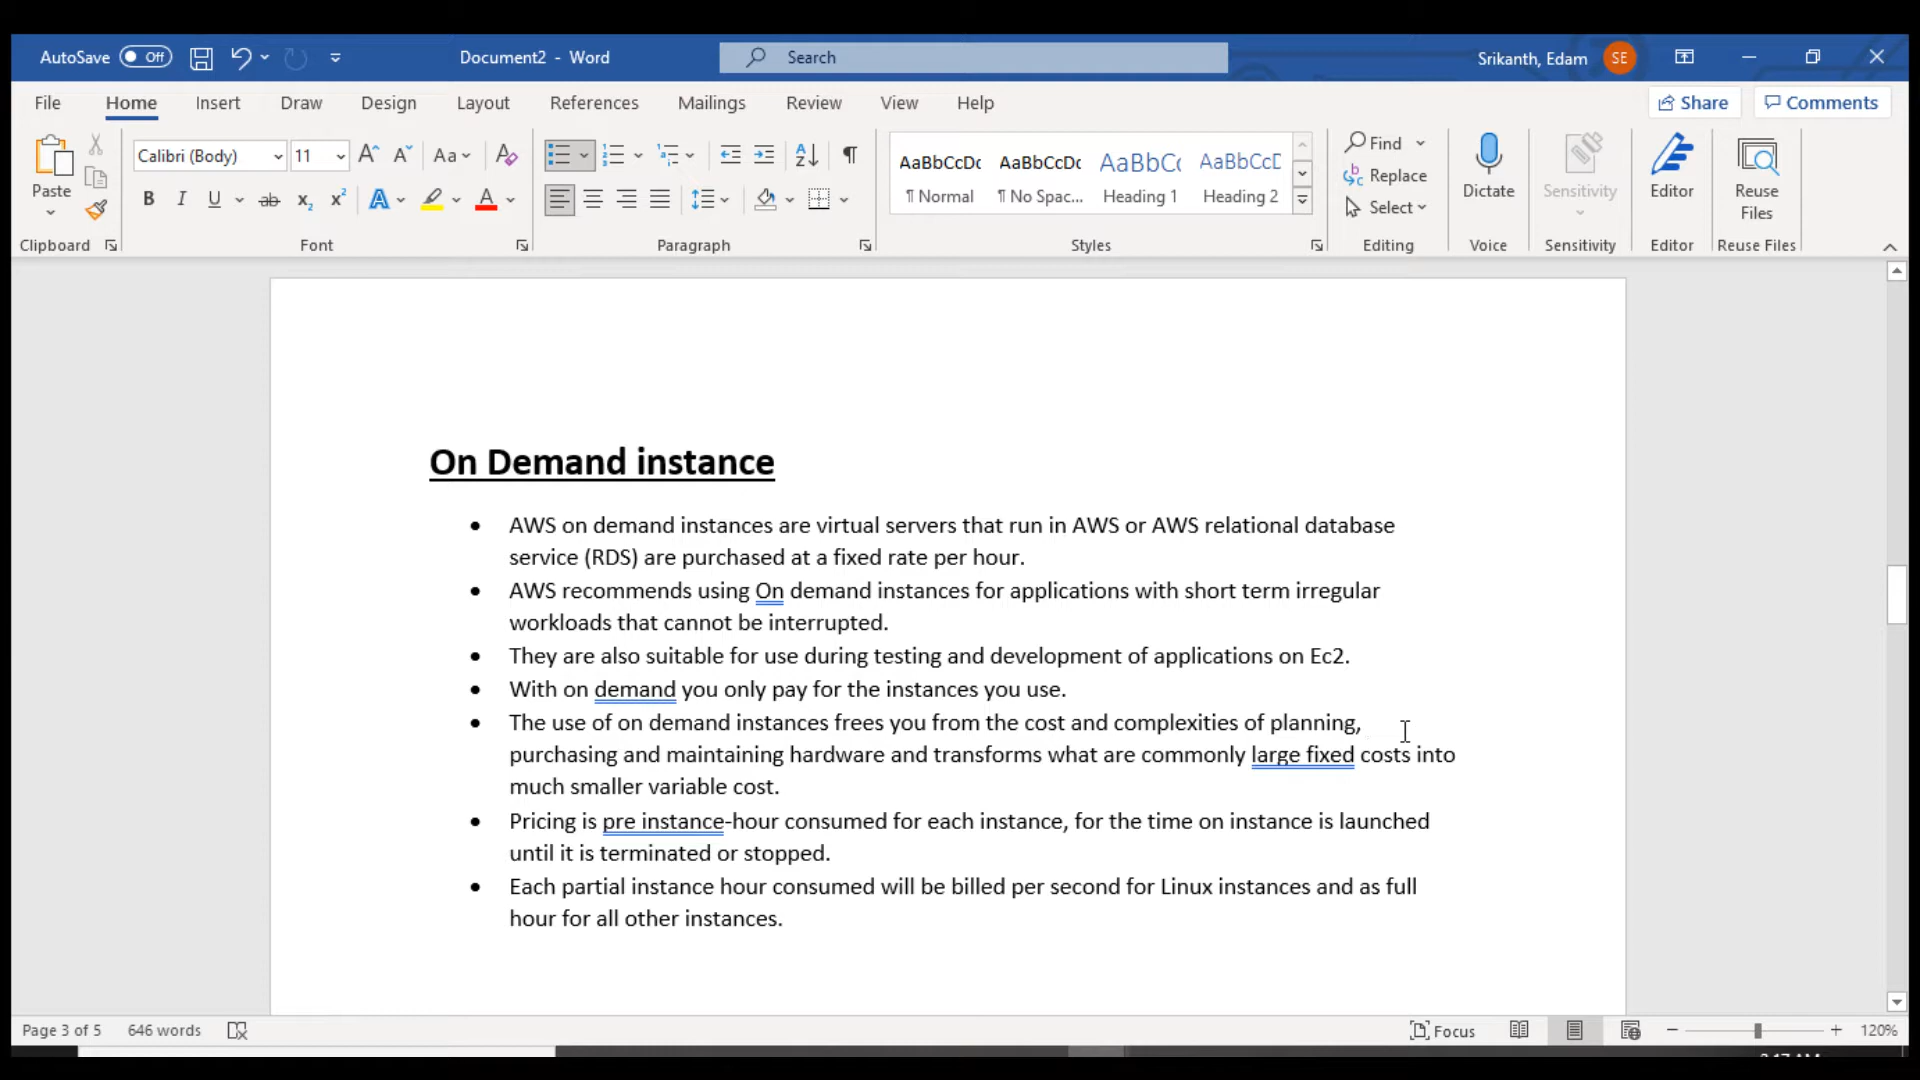 AutoSave Off Document2 - Word Search Srikanth, Edam SE
File Home Insert Draw Design Layout References Mailings Review View Help Share Comments
Paste
Clipboard
Calibri (Body) 11 Aa
B I U ab x2 x2 A A
Font
Paragraph
AaBbCcDc AaBbCcDc AaBbC AaBbCcD
¶ Normal ¶ No Spac... Heading 1 Heading 2
Styles
Find
Replace
Select
Editing
Dictate
Voice
Sensitivity
Sensitivity
Editor
Editor
Reuse
Files
Reuse Files
On Demand instance
• AWS on demand instances are virtual servers that run in AWS or AWS relational database
service (RDS) are purchased at a fixed rate per hour.
• AWS recommends using On demand instances for applications with short term irregular
workloads that cannot be interrupted.
• They are also suitable for use during testing and development of applications on Ec2.
• With on demand you only pay for the instances you use.
• The use of on demand instances frees you from the cost and complexities of planning,
purchasing and maintaining hardware and transforms what are commonly large fixed costs into
much smaller variable cost.
• Pricing is pre instance-hour consumed for each instance, for the time on instance is launched
until it is terminated or stopped.
• Each partial instance hour consumed will be billed per second for Linux instances and as full
hour for all other instances.
Page 3 of 5 646 words Focus 120%